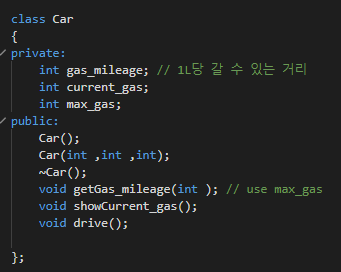 class Car
{
private:
    int gas_mileage; // 1L당 갈 수 있는 거리
    int current_gas;
    int max_gas;
public:
    Car();
    Car(int ,int ,int);
    ~Car();
    void getGas_mileage(int ); // use max_gas
    void showCurrent_gas();
    void drive();
};